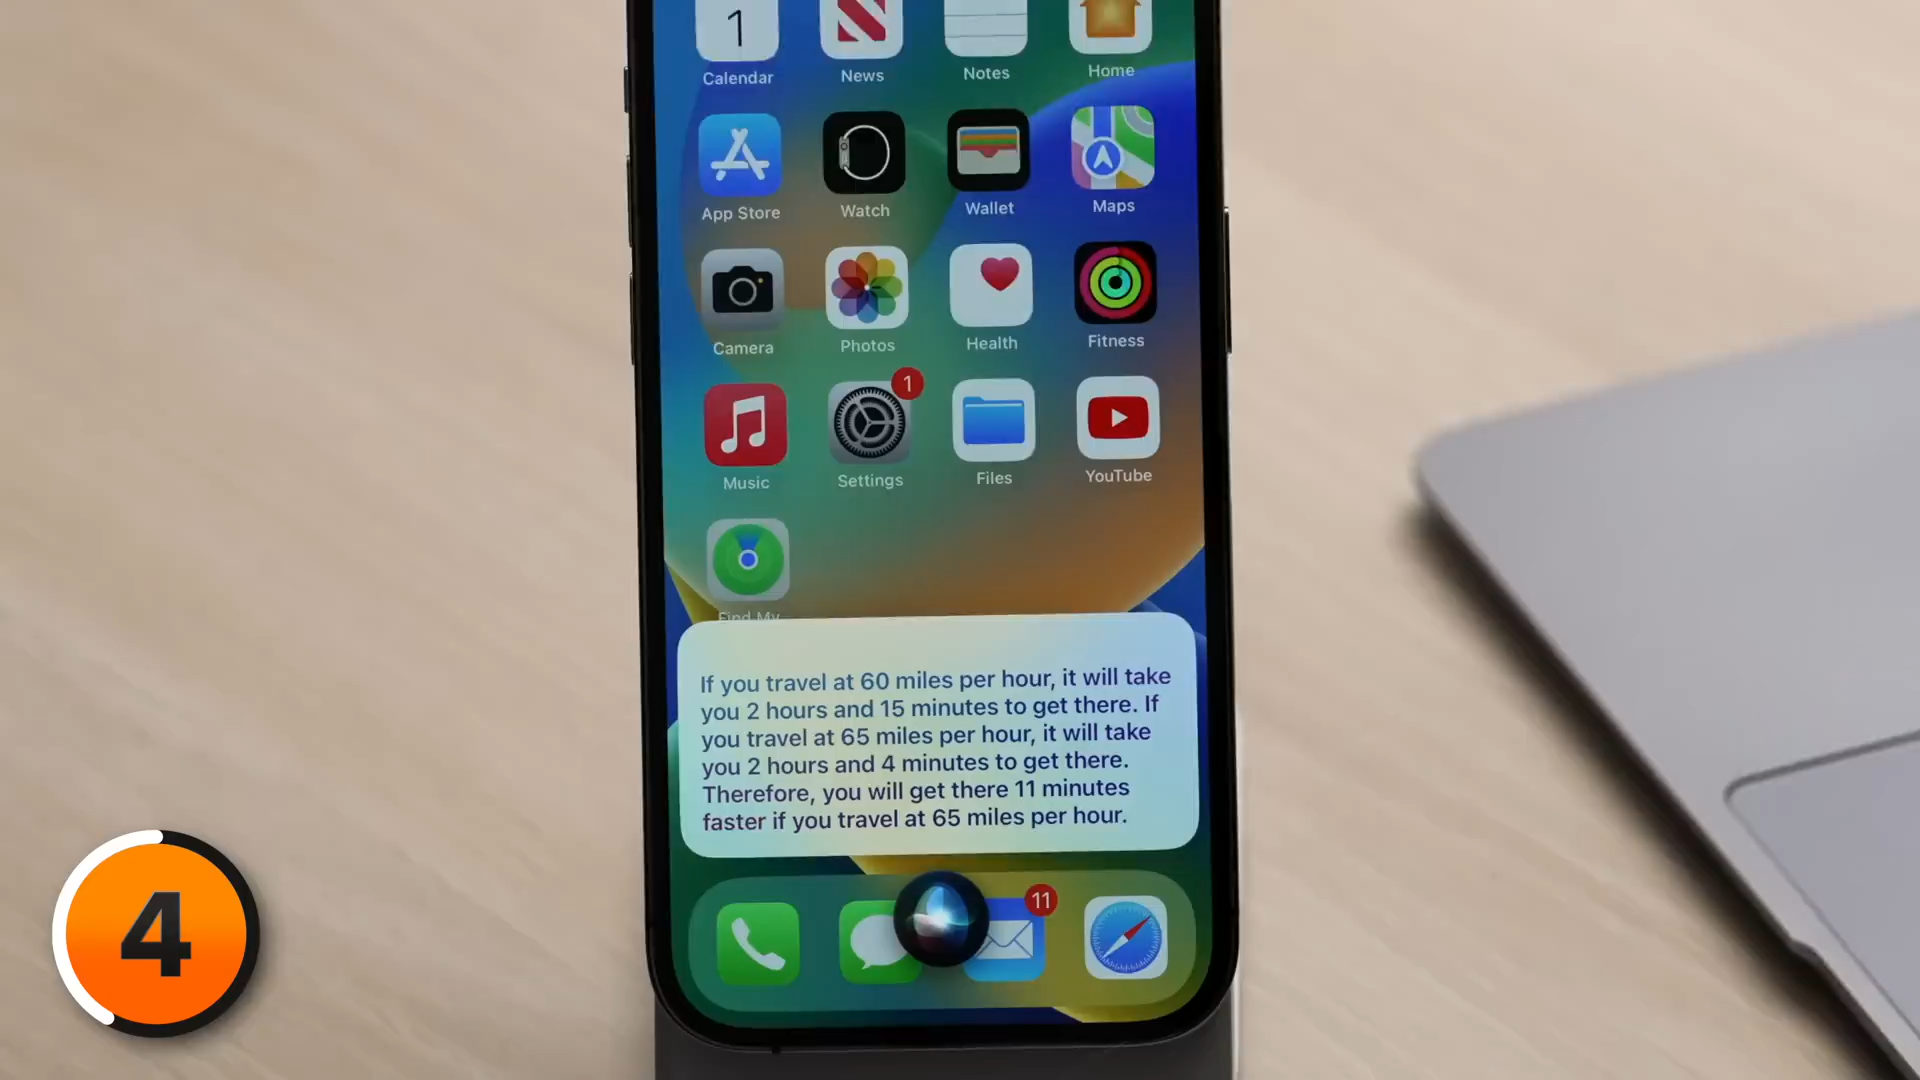 1
Calendar
News
Notes
Home
App Store
Watch
Wallet
Maps
Camera
Photos
Health
Fitness
1
Music
Settings
Files
YouTube
Find My
If you travel at 60 miles per hour, it will take
you 2 hours and 15 minutes to get there. If
you travel at 65 miles per hour, it will take
you 2 hours and 4 minutes to get there.
Therefore, you will get there 11 minutes
faster if you travel at 65 miles per hour.
11
4